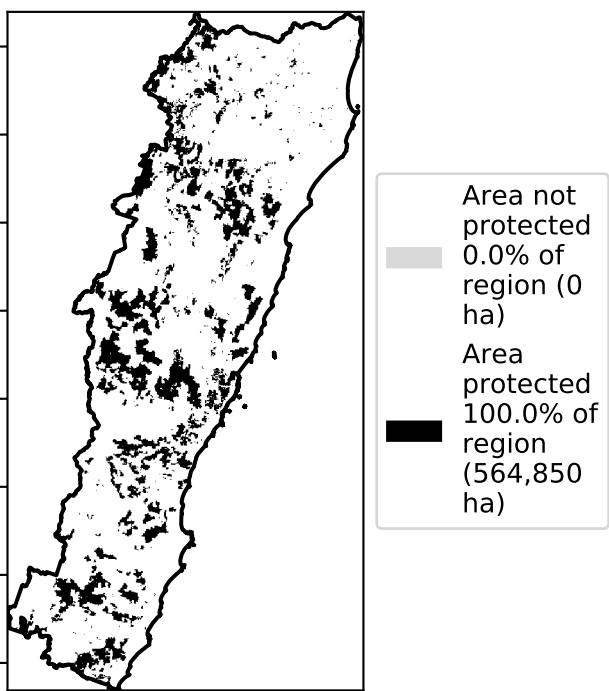 Area not
protected
0.0% of
region (0
ha)
Area
protected
100.0% of
region
(564,850
ha)